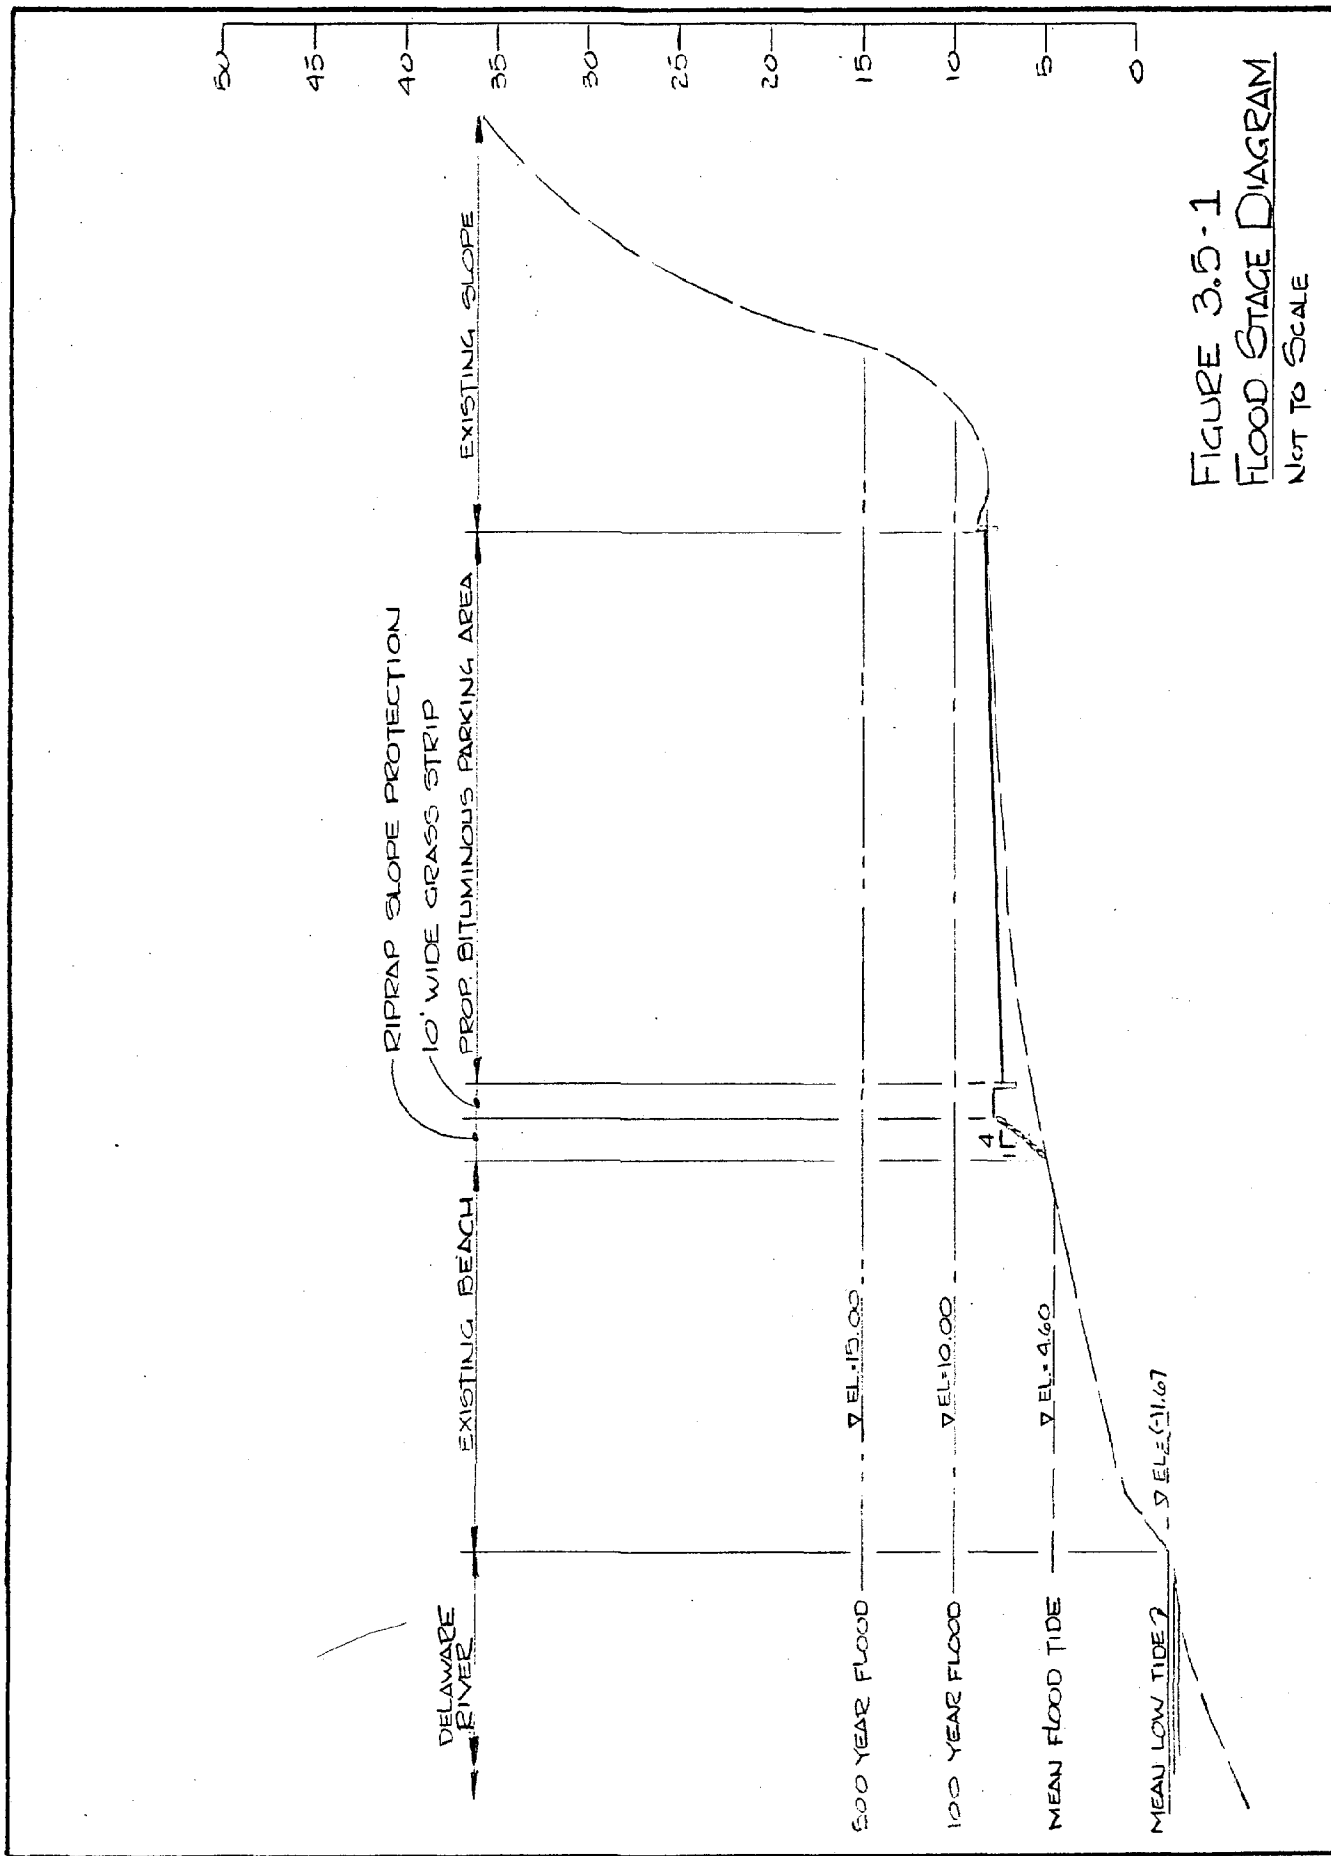 RIPRAP SLOPE PROTECTION
10' WIDE GRASS STRIP
DELAWARE
RIVER
EXISTING BEACH
PROP. BITUMINOUS PARKING AREA
EXISTING SLOPE
50
45
40
35
30
25
20
15
10
5
0
500 YEAR FLOOD
EL.=15.00
100 YEAR FLOOD
EL=10.00
MEAN FLOOD TIDE
EL.=4.60
MEAN LOW TIDE
EL=(-)1.67
4
1
FIGURE 3.5-1
FLOOD STAGE DIAGRAM
NOT TO SCALE